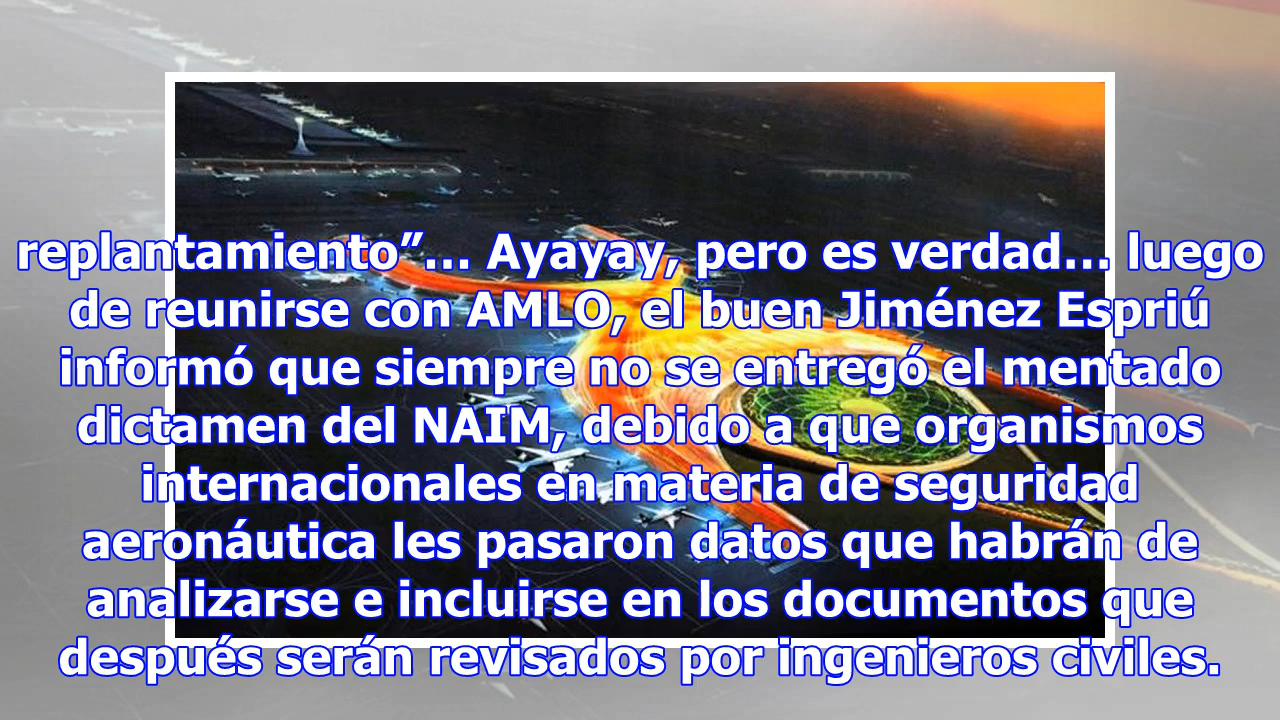 replantamiento”... Ayayay, pero es verdad... luego
de reunirse con AMLO, el buen Jiménez Espriú
informó que siempre no se entregó el mentado
dictamen del NAIM, debido a que organismos
internacionales en materia de seguridad
aeronáutica les pasaron datos que habrán de
analizarse e incluirse en los documentos que
después serán revisados por ingenieros civiles.